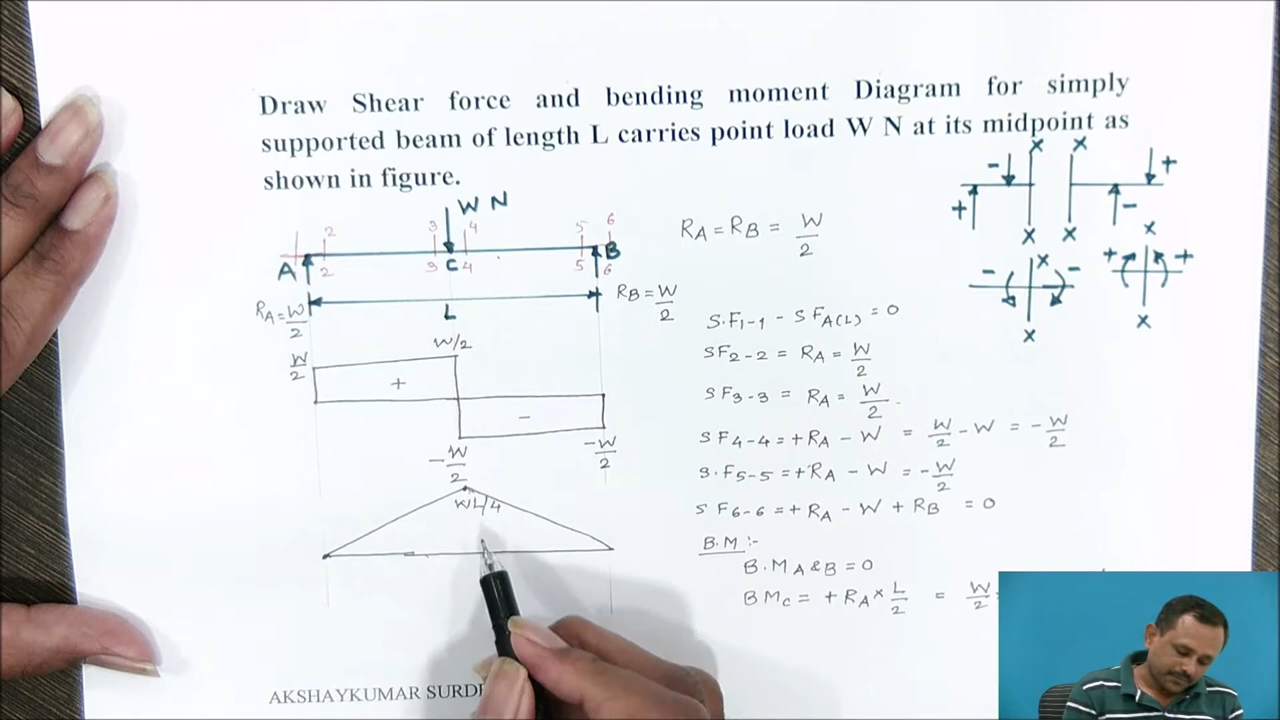 Draw Shear force and bending moment Diagram for simply
supported beam of length L carries point load W N at its midpoint as
shown in figure.
W N
2 3 4 5 6
A 2 3 C 4 5 6 B
RA = W/2
L
RB = W/2
W/2
W/2
+
-
-W/2
-W/2
WL/4
RA = RB = W/2
S.F1-1 - SFA(L) = 0
SF2-2 = RA = W/2
SF3-3 = RA = W/2
SF4-4 = +RA - W = W/2 - W = -W/2
S.F5-5 = +RA - W = -W/2
SF6-6 = + RA - W + RB = 0
B.M :-
B.M A & B = 0
BMC = + RA × L/2 = W/2
x x
- +
+ -
x x x
- x - + +
x x
AKSHAYKUMAR